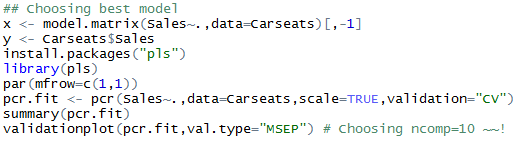 ## Choosing best model
x <- model.matrix(Sales~.,data=Carseats)[,-1]
y <- Carseats$Sales
install.packages("pls")
library(pls)
par(mfrow=c(1,1))
pcr.fit <- pcr(Sales~.,data=Carseats,scale=TRUE,validation="CV")
summary(pcr.fit)
validationplot(pcr.fit,val.type="MSEP") # Choosing ncomp=10 ~~!